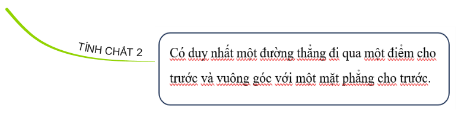 TÍNH CHẤT 2
Có duy nhất một đường thẳng đi qua một điểm cho
trước và vuông góc với một mặt phẳng cho trước.